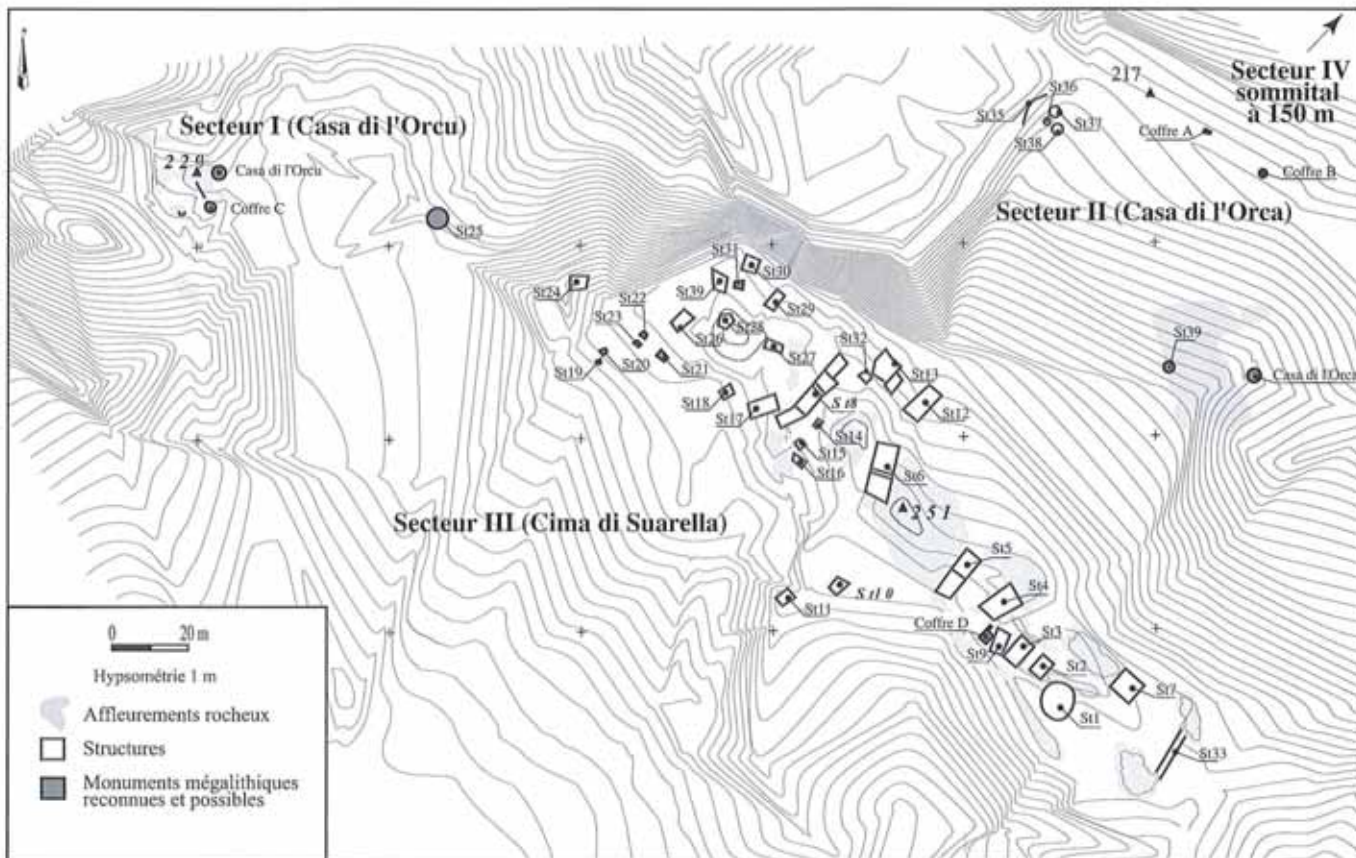 Secteur IV
sommital
à 150 m
217
St36
St35
St37
St38
Coffre A
Coffre B
Secteur I (Casa di l'Orcu)
220
Casa di l'Orcu
Coffre C
St25
Secteur II (Casa di l'Orca)
St31
St30
St24
St39
St29
St22
St23
St26
St28
St27
St32
St13
St39
Casa di l'Orca
St19
St20
St21
St18
St17
St8
St12
St14
St15
St16
St6
Secteur III (Cima di Suarella)
251
St5
St4
St11
St10
Coffre D
St9
St3
St2
St7
St1
St33
0 20 m
Hypsométrie 1 m
Affleurements rocheux
Structures
Monuments mégalithiques
reconnues et possibles